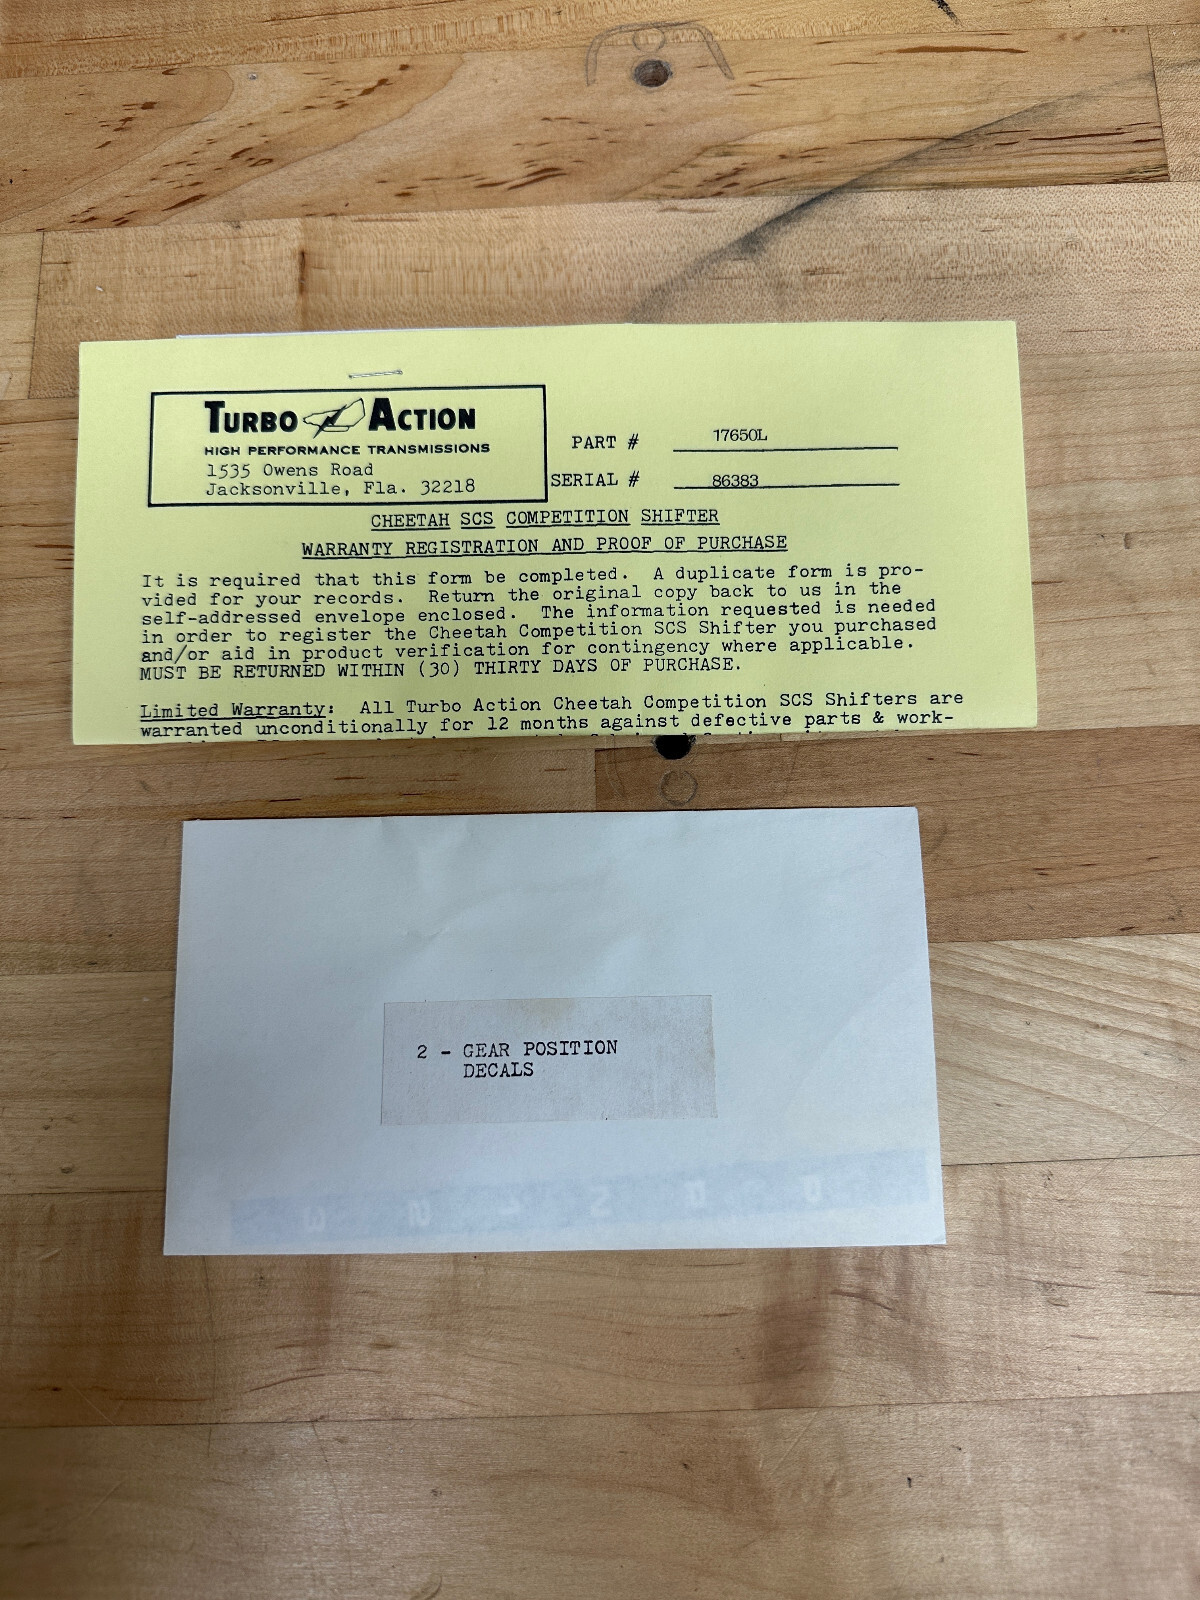 TURBO ACTION
HIGH PERFORMANCE TRANSMISSIONS
1535 Owens Road
Jacksonville, Fla. 32218
PART # 17650L
SERIAL # 86383
CHEETAH SCS COMPETITION SHIFTER
WARRANTY REGISTRATION AND PROOF OF PURCHASE
It is required that this form be completed. A duplicate form is pro-
vided for your records. Return the original copy back to us in the
self-addressed envelope enclosed. The information requested is needed
in order to register the Cheetah Competition SCS Shifter you purchased
and/or aid in product verification for contingency where applicable.
MUST BE RETURNED WITHIN (30) THIRTY DAYS OF PURCHASE.
Limited Warranty: All Turbo Action Cheetah Competition SCS Shifters are
warranted unconditionally for 12 months against defective parts & work-
2 - GEAR POSITION
DECALS